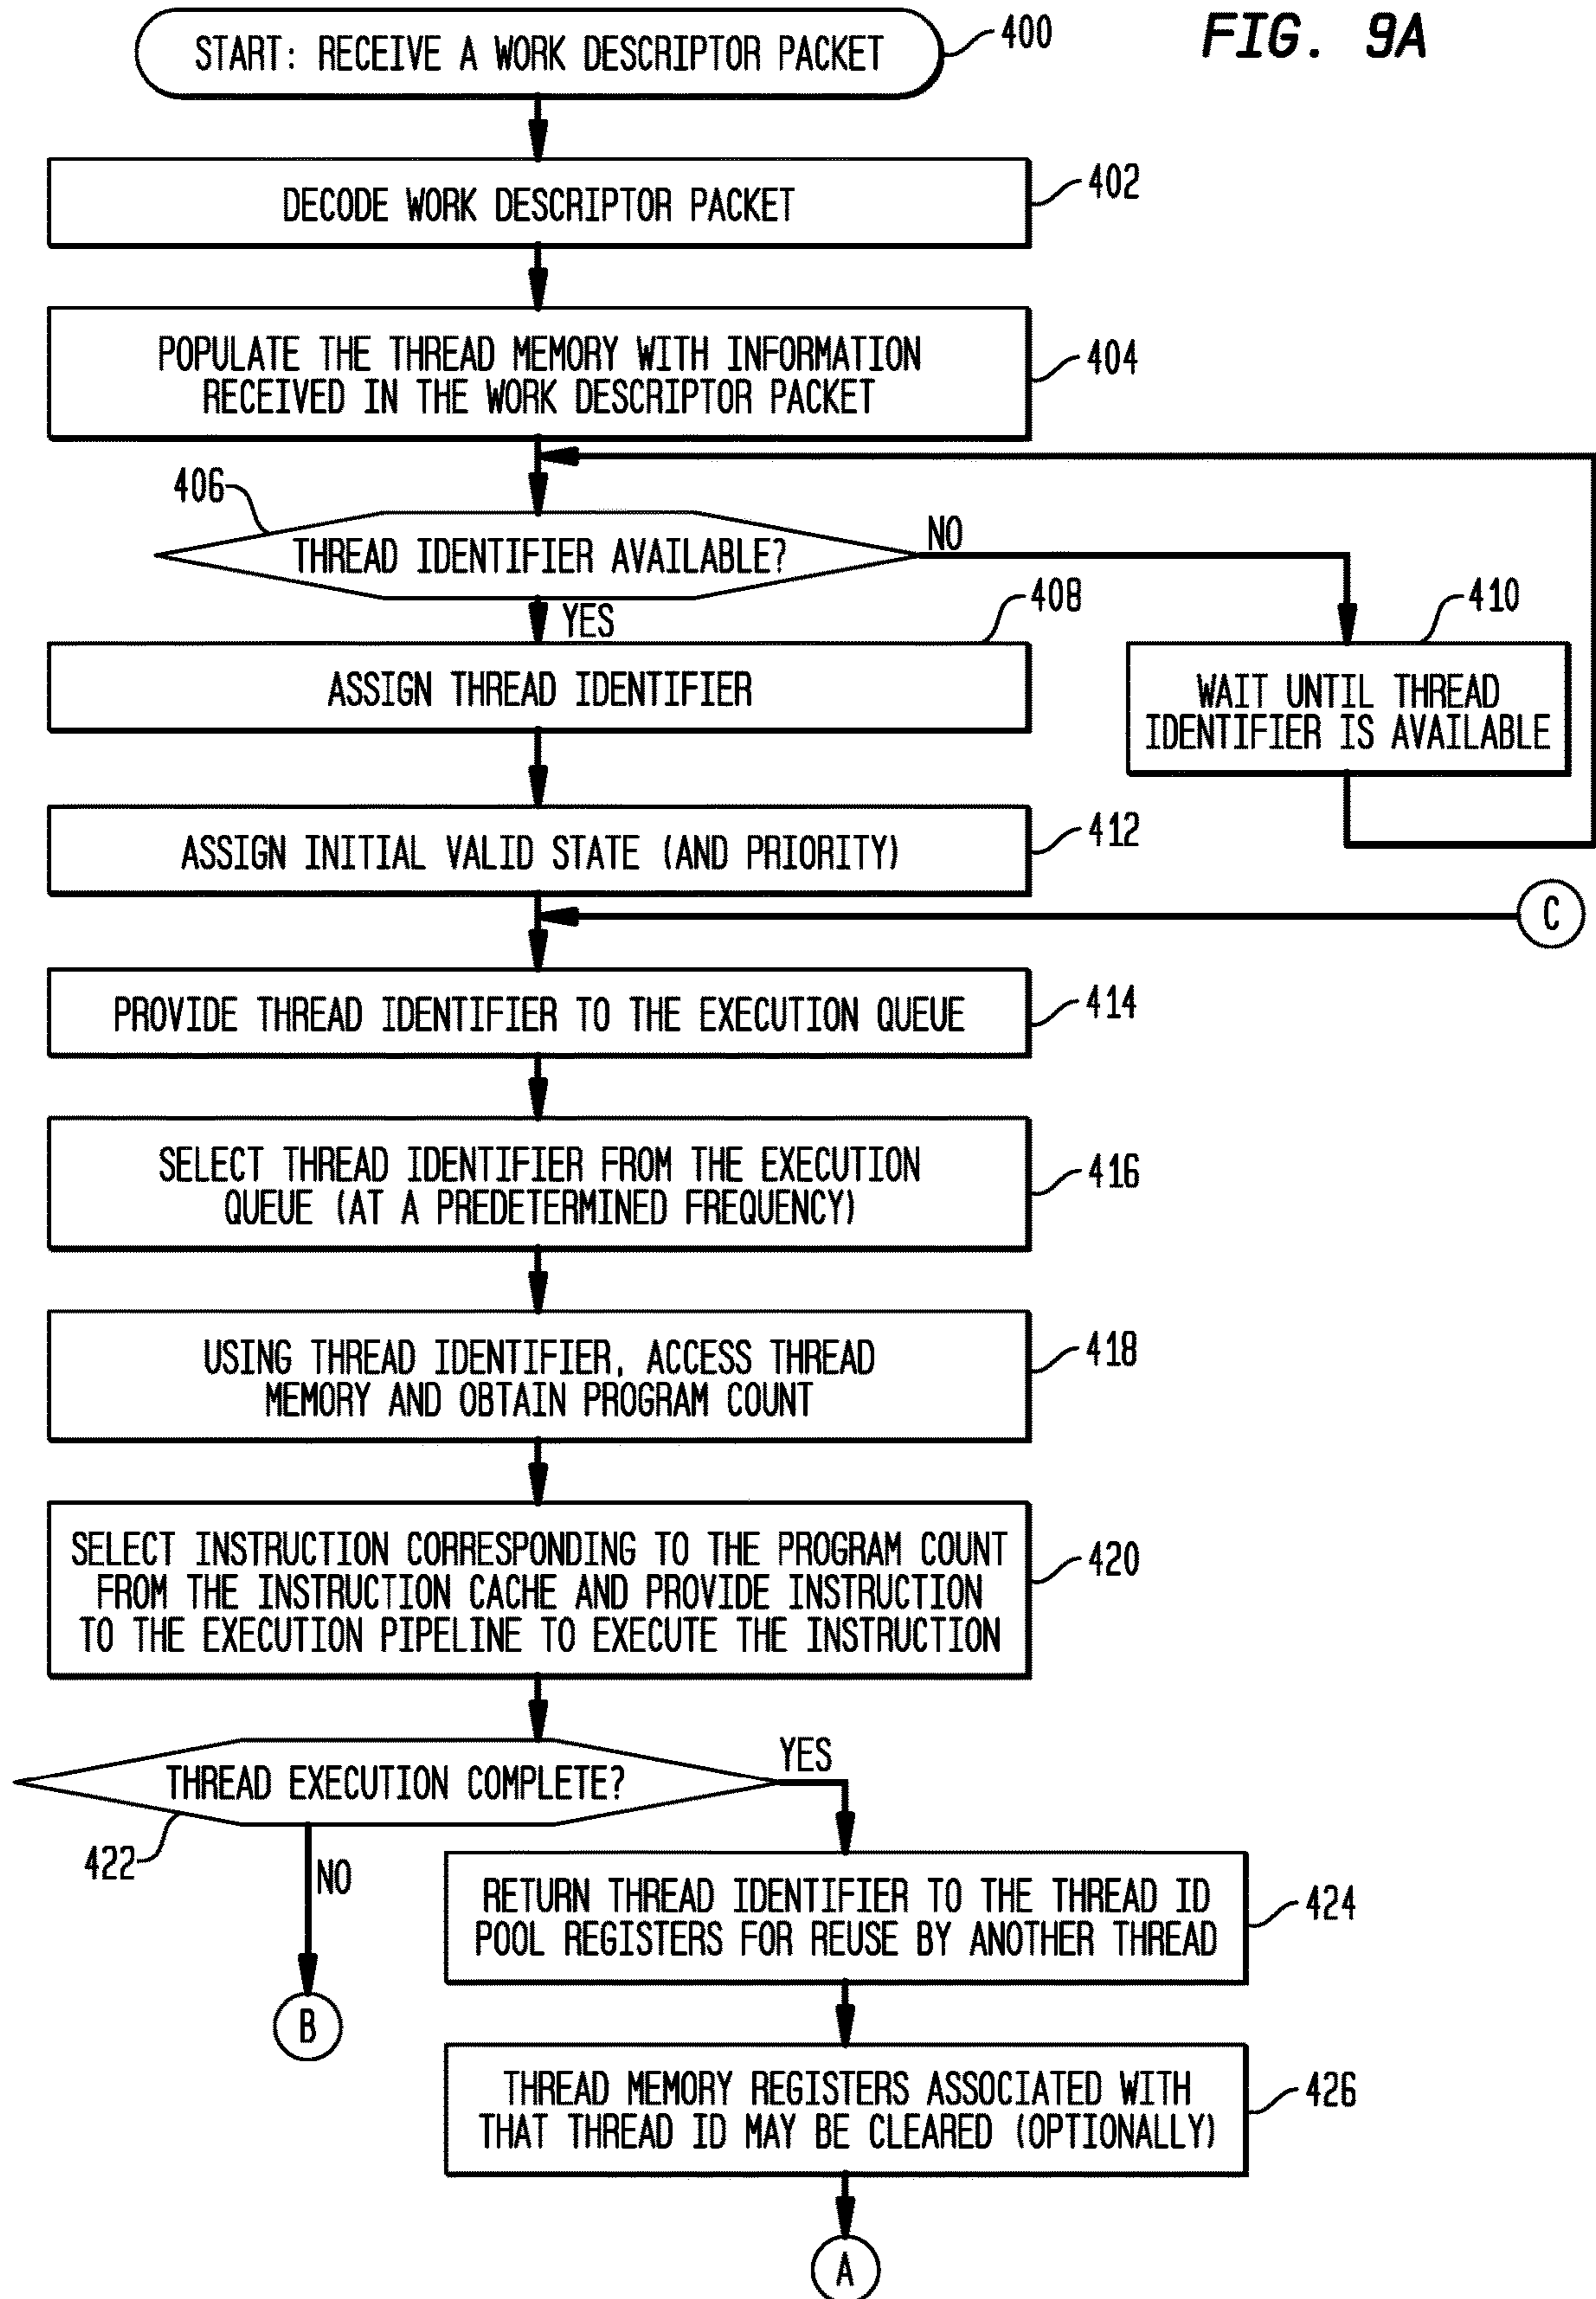 FIG. 9A
START: RECEIVE A WORK DESCRIPTOR PACKET
400
DECODE WORK DESCRIPTOR PACKET
402
POPULATE THE THREAD MEMORY WITH INFORMATION
RECEIVED IN THE WORK DESCRIPTOR PACKET
404
406
THREAD IDENTIFIER AVAILABLE?
NO
YES
408
ASSIGN THREAD IDENTIFIER
410
WAIT UNTIL THREAD
IDENTIFIER IS AVAILABLE
ASSIGN INITIAL VALID STATE (AND PRIORITY)
412
C
PROVIDE THREAD IDENTIFIER TO THE EXECUTION QUEUE
414
SELECT THREAD IDENTIFIER FROM THE EXECUTION
QUEUE (AT A PREDETERMINED FREQUENCY)
416
USING THREAD IDENTIFIER, ACCESS THREAD
MEMORY AND OBTAIN PROGRAM COUNT
418
SELECT INSTRUCTION CORRESPONDING TO THE PROGRAM COUNT
FROM THE INSTRUCTION CACHE AND PROVIDE INSTRUCTION
TO THE EXECUTION PIPELINE TO EXECUTE THE INSTRUCTION
420
THREAD EXECUTION COMPLETE?
YES
422
NO
B
RETURN THREAD IDENTIFIER TO THE THREAD ID
POOL REGISTERS FOR REUSE BY ANOTHER THREAD
424
THREAD MEMORY REGISTERS ASSOCIATED WITH
THAT THREAD ID MAY BE CLEARED (OPTIONALLY)
426
A